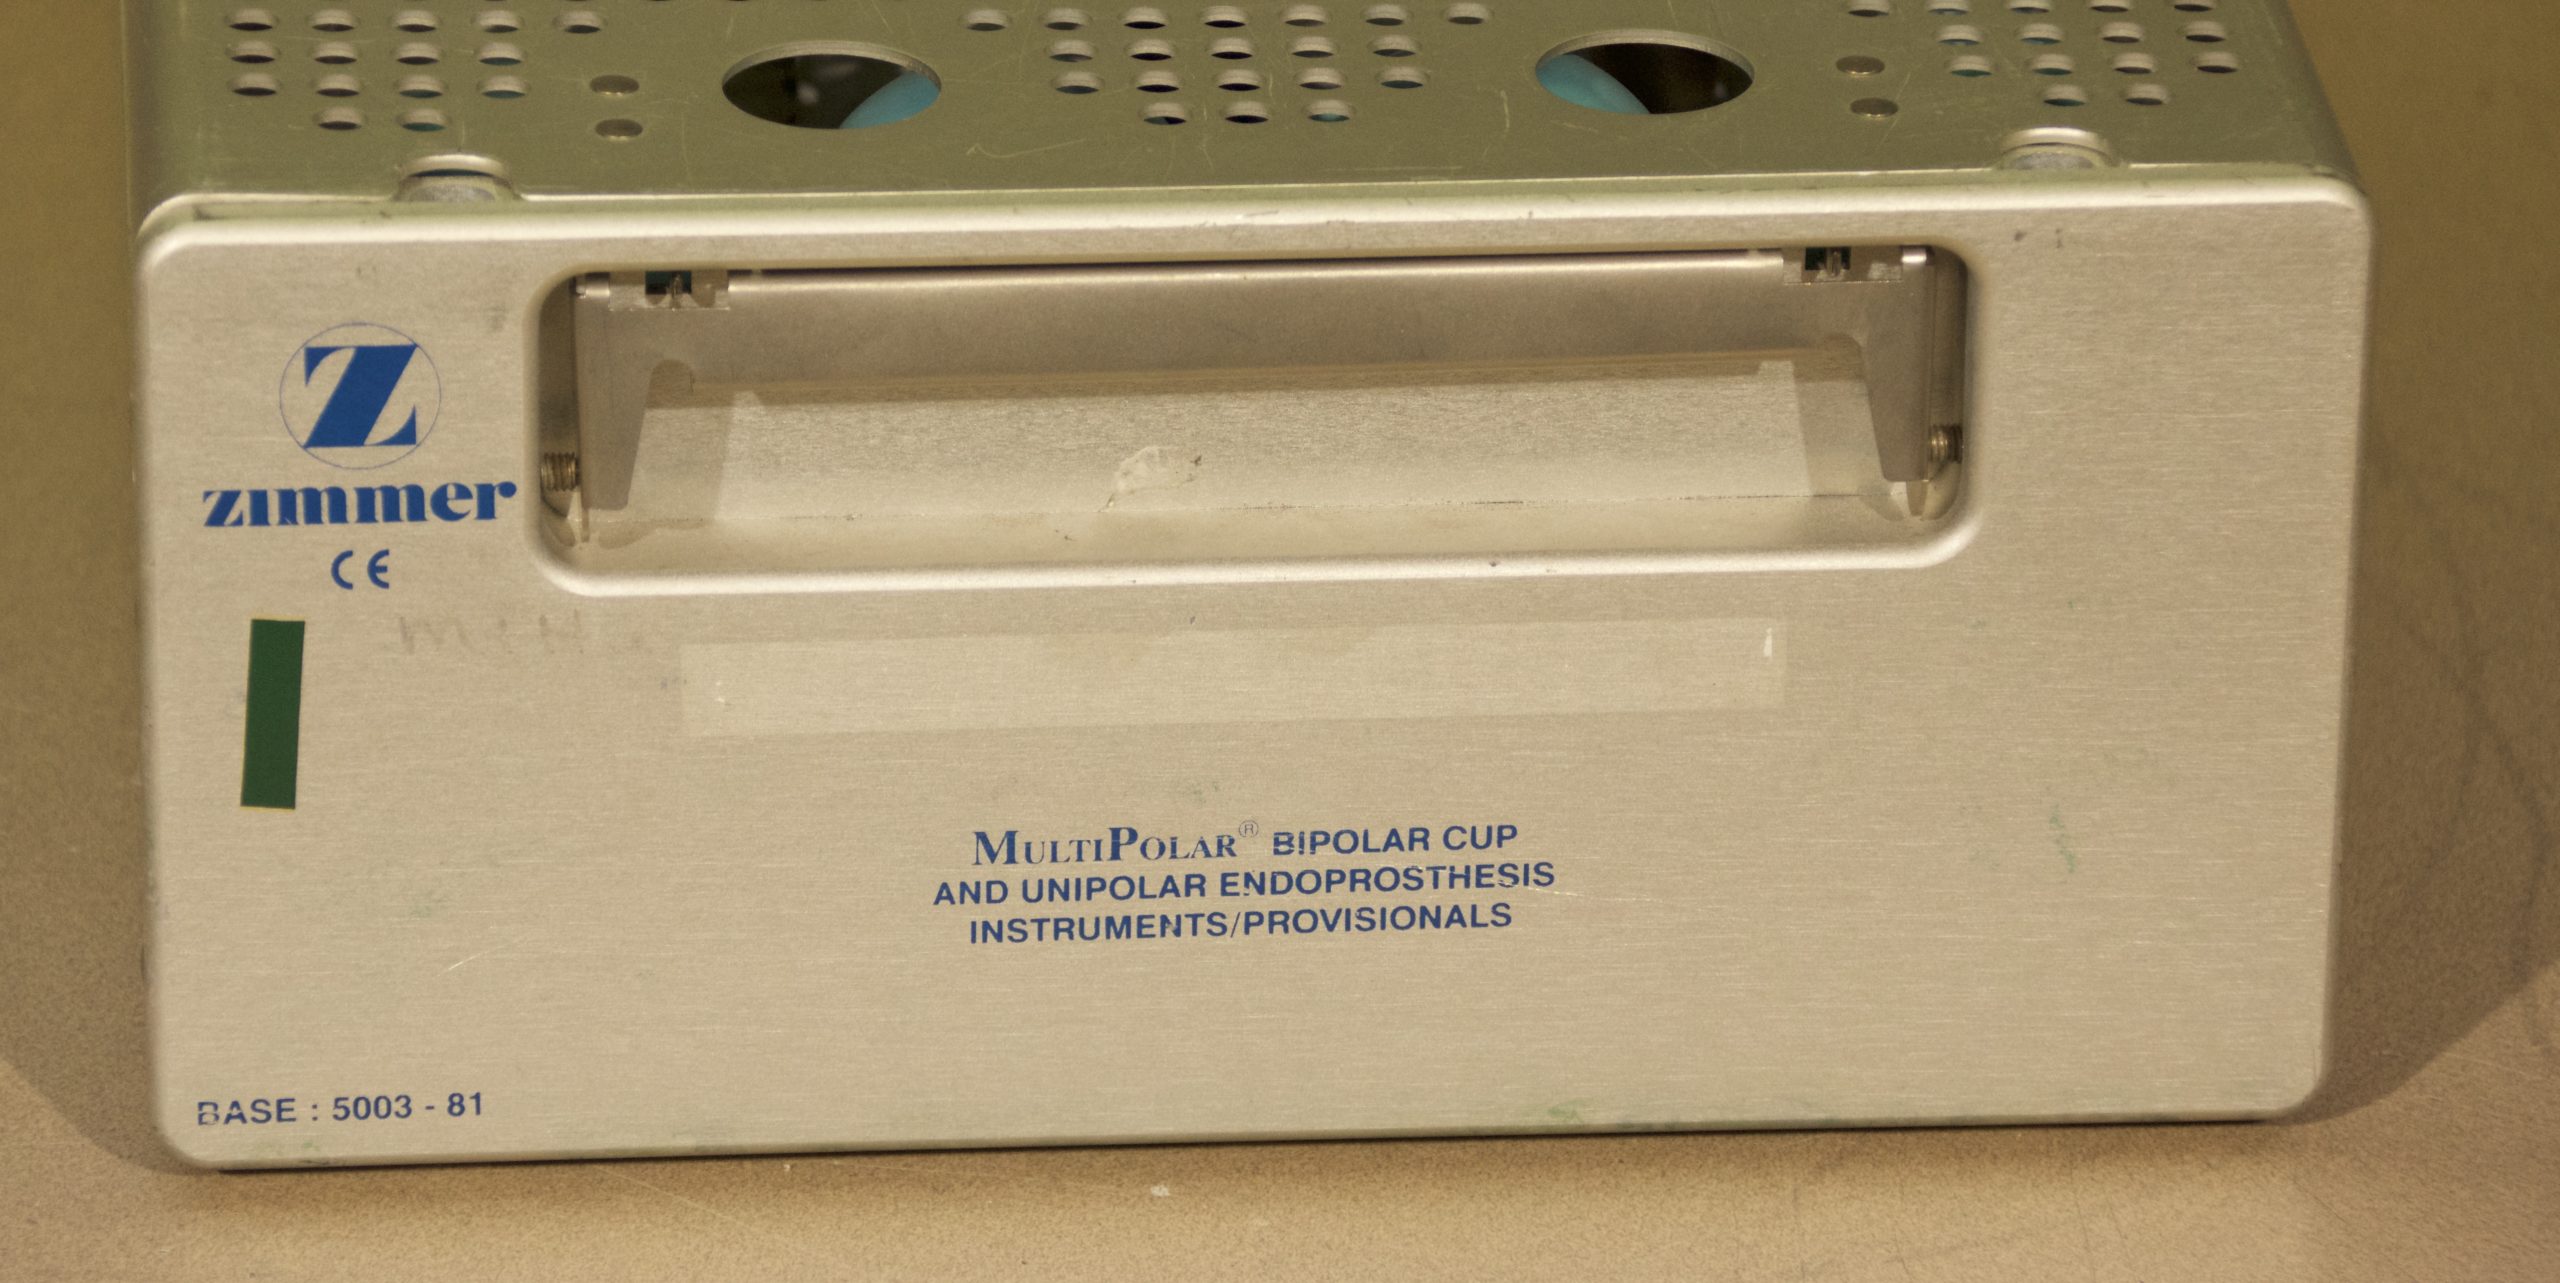 Z
zimmer
CE
MULTIPOLAR® BIPOLAR CUP
AND UNIPOLAR ENDOPROSTHESIS
INSTRUMENTS/PROVISIONALS
BASE : 5003 - 81